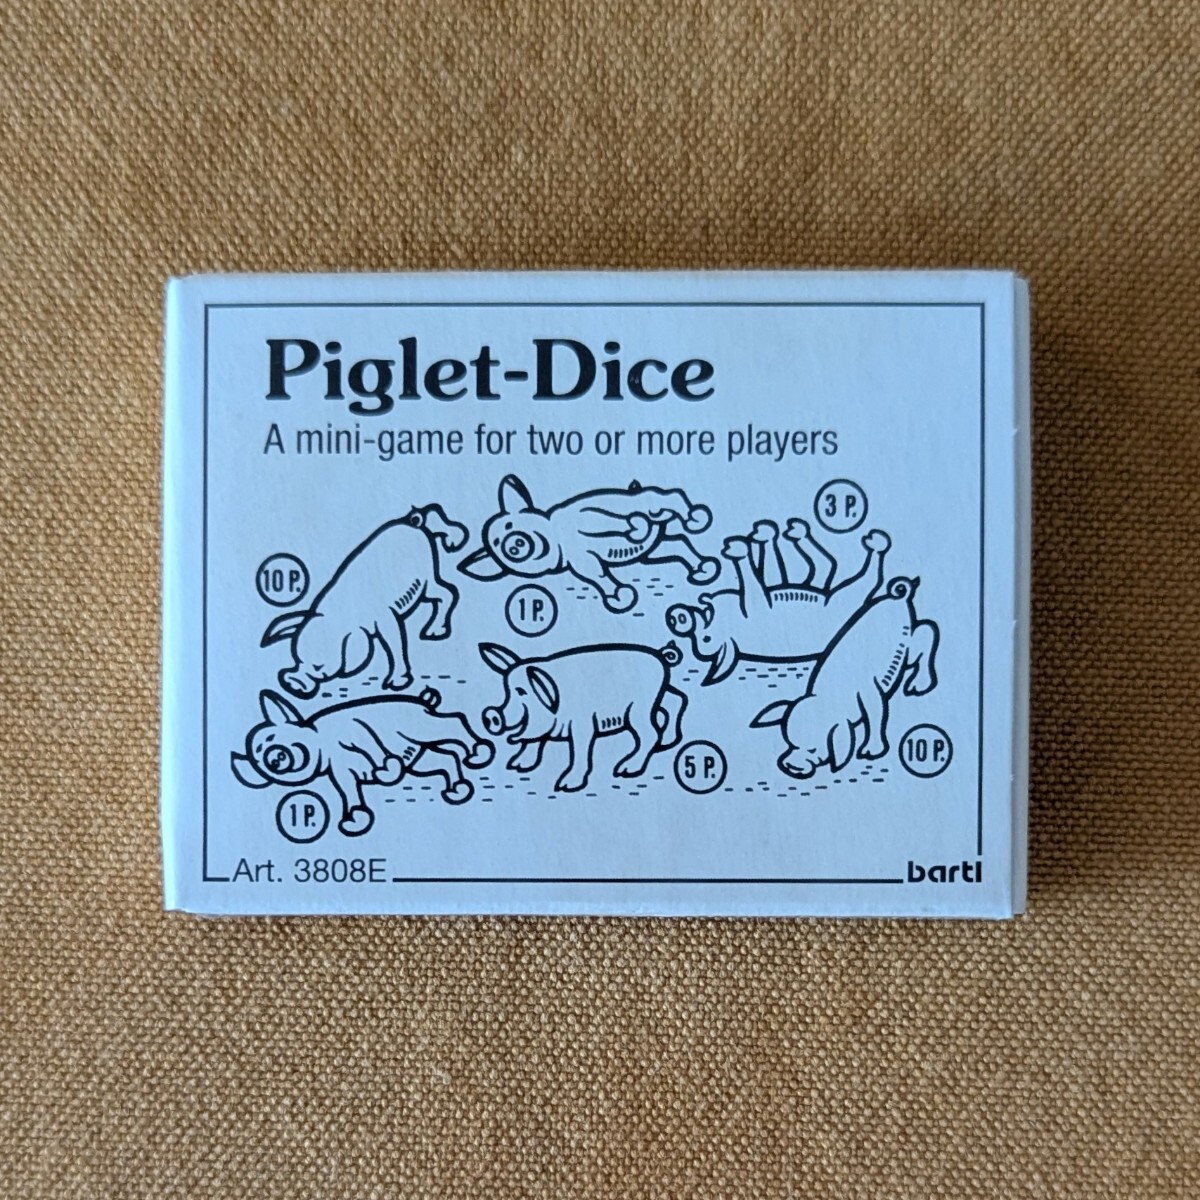 Piglet-Dice
A mini-game for two or more players
3 P.
10 P.
1 P.
5 P.
10 P.
1 P.
Art. 3808E
bartl